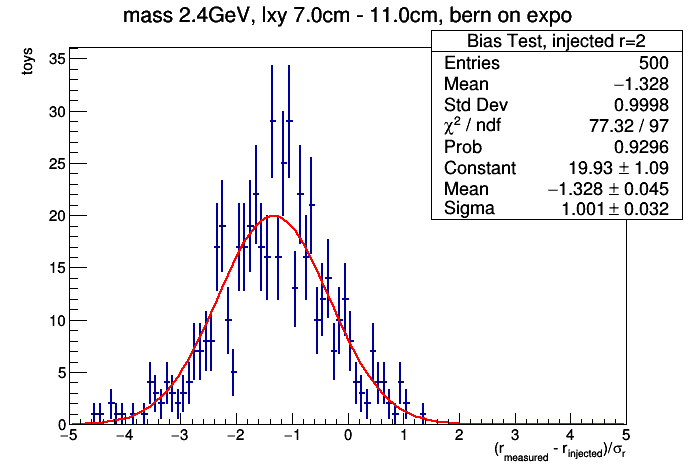 mass 2.4GeV, lxy 7.0cm - 11.0cm, bern on expo
Bias Test, injected r=2
Entries 500
Mean −1.328
Std Dev 0.9998
χ² / ndf 77.32 / 97
Prob 0.9296
Constant 19.93 ± 1.09
Mean −1.328 ± 0.045
Sigma 1.001 ± 0.032
toys
35
30
25
20
15
10
5
0
−5 −4 −3 −2 −1 0 1 2 3 4 5
(r_measured - r_injected)/σ_r